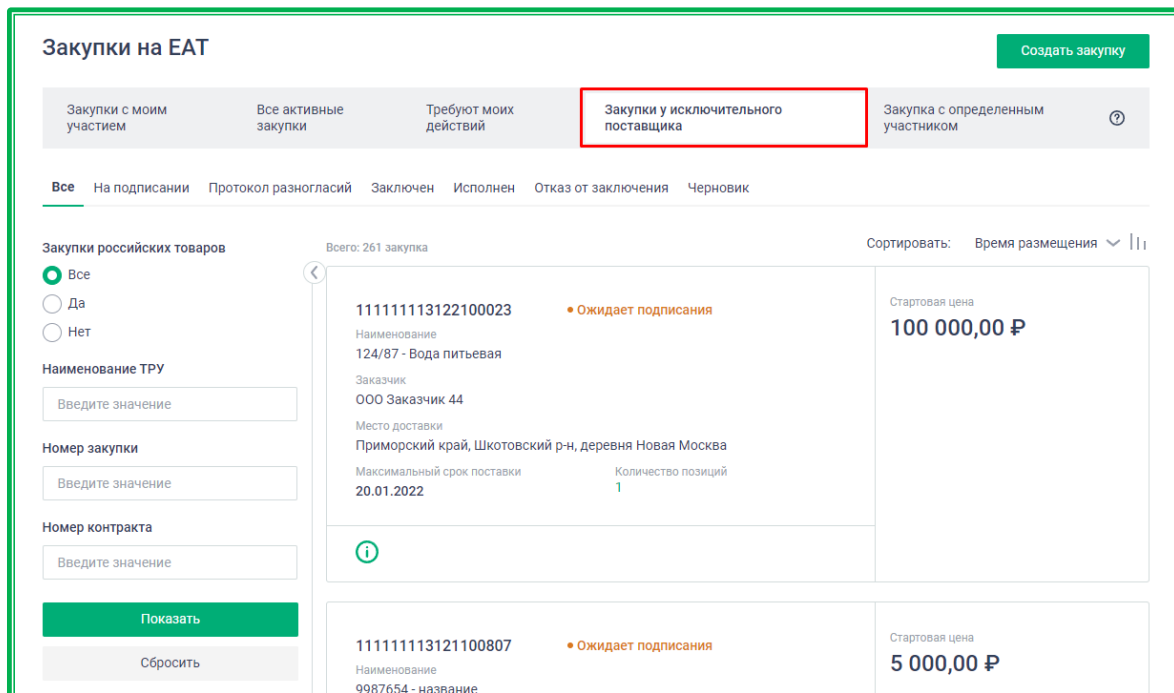 Закупки на ЕАТ
Создать закупку
Закупки с моим участием
Все активные закупки
Требуют моих действий
Закупки у исключительного поставщика
Закупка с определенным участником
Все На подписании Протокол разногласий Заключен Исполнен Отказ от заключения Черновик
Закупки российских товаров
Все
Да
Нет
Наименование ТРУ
Введите значение
Номер закупки
Введите значение
Номер контракта
Введите значение
Показать
Сбросить
Всего: 261 закупка
Сортировать: Время размещения
111111113122100023 Ожидает подписания
Наименование
124/87 - Вода питьевая
Заказчик
ООО Заказчик 44
Место доставки
Приморский край, Шкотовский р-н, деревня Новая Москва
Максимальный срок поставки Количество позиций
20.01.2022 1
Стартовая цена
100 000,00 ₽
111111113121100807 Ожидает подписания
Наименование
9987654 - название
Стартовая цена
5 000,00 ₽